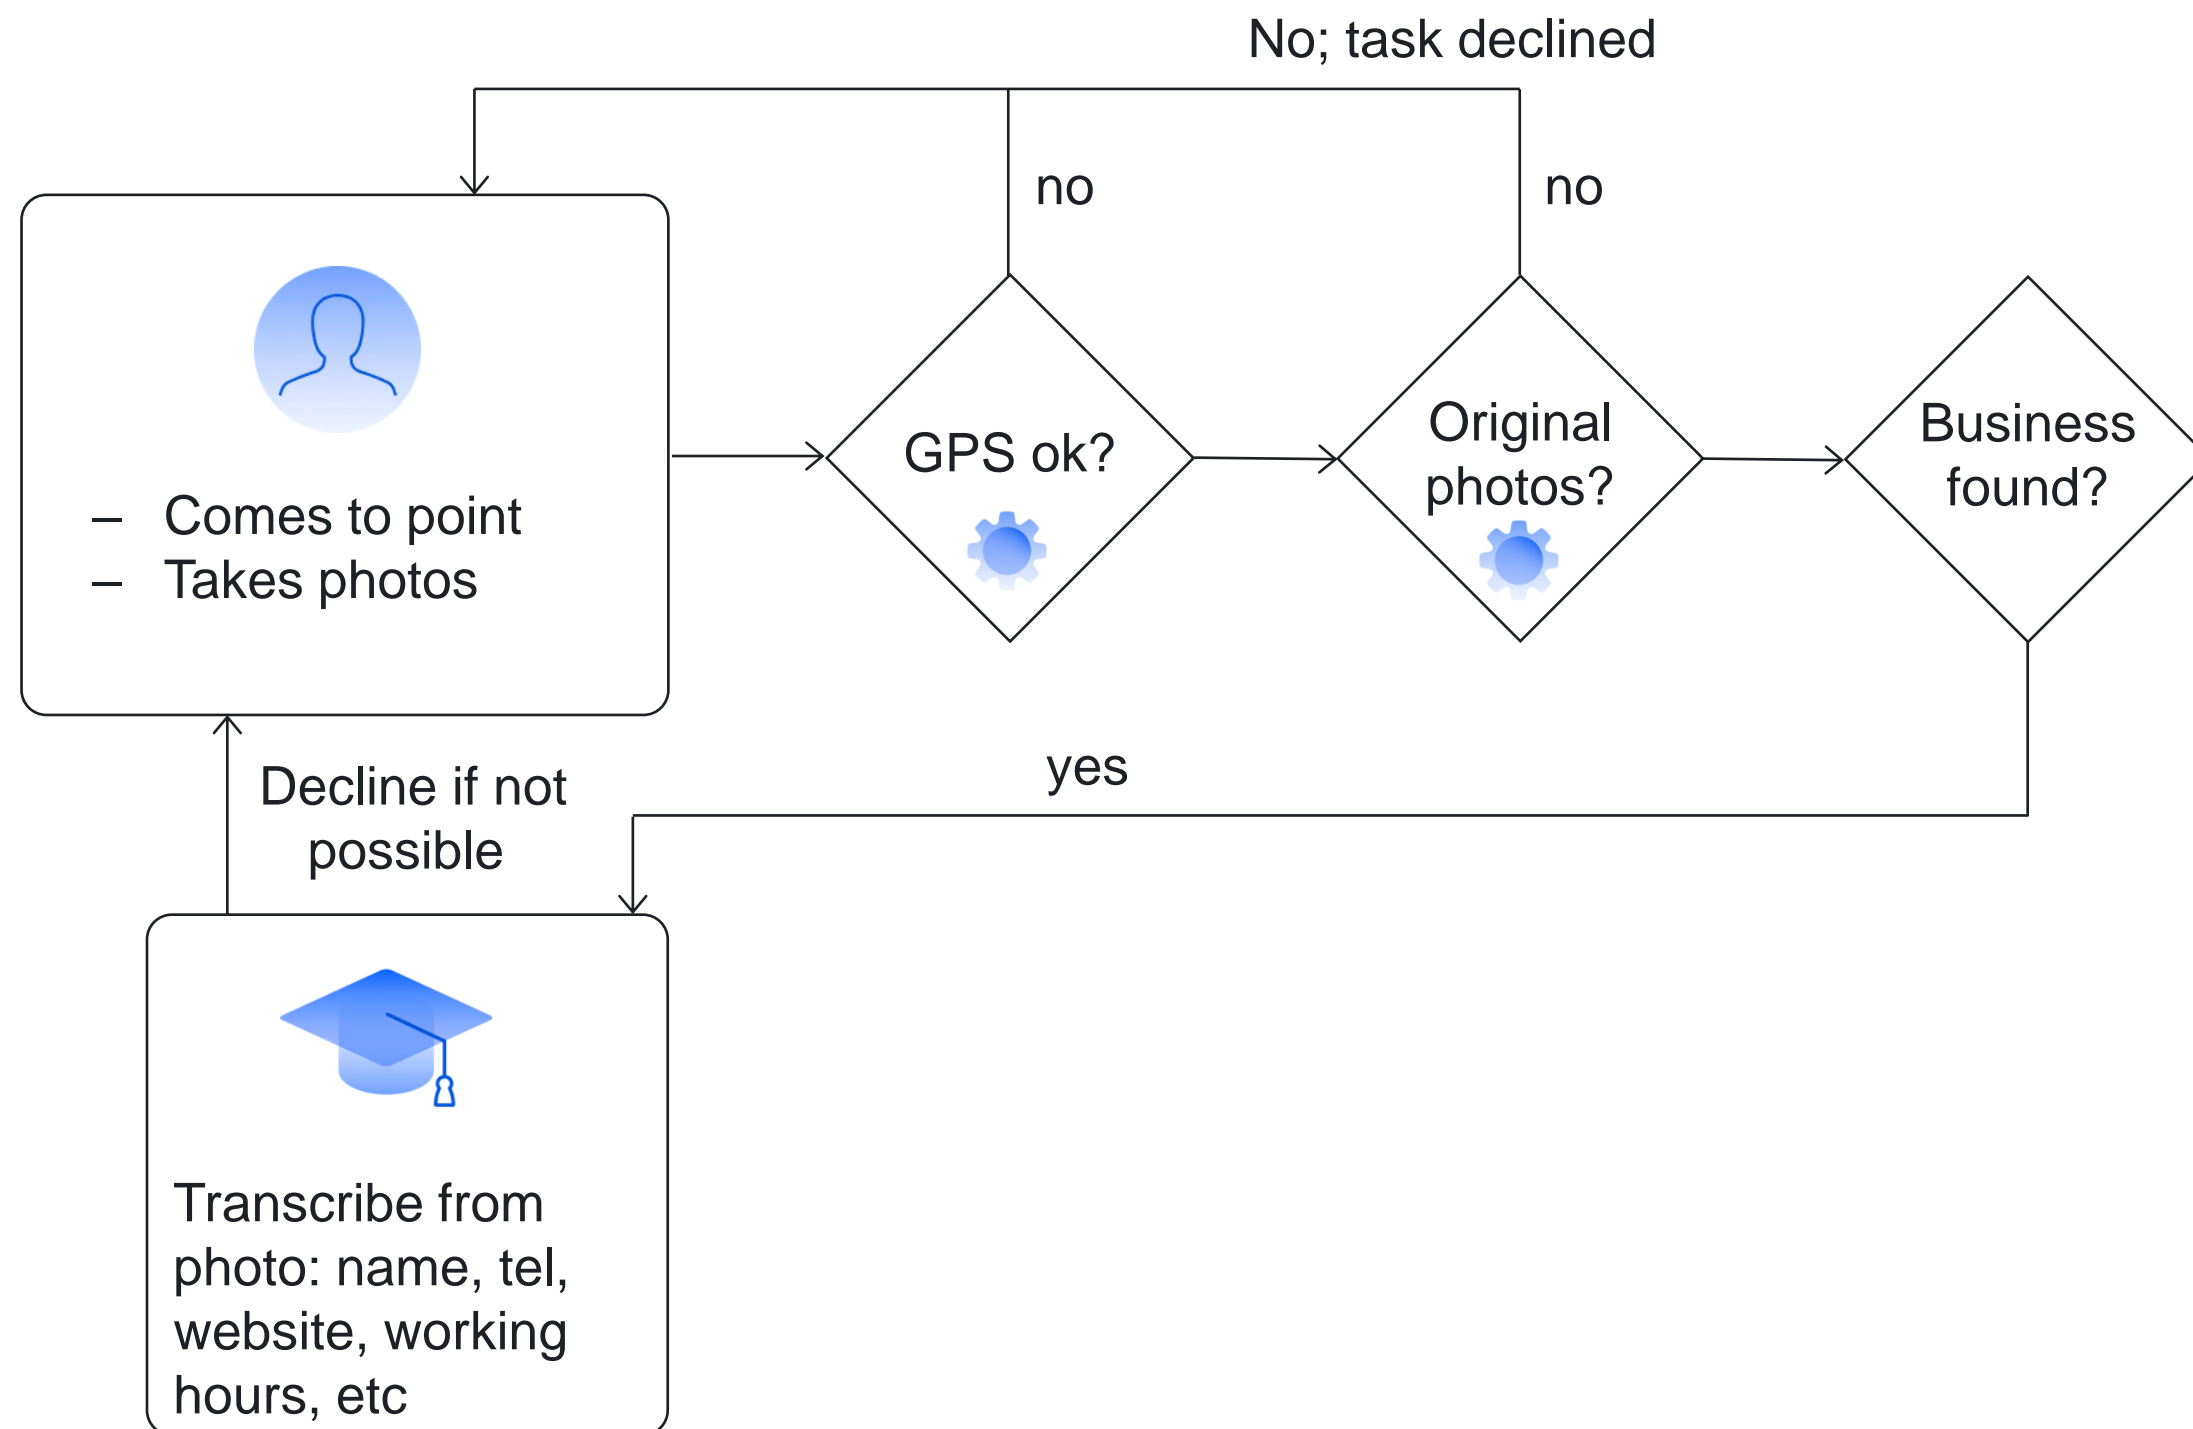 No; task declined
no
no
– Comes to point
– Takes photos
GPS ok?
Original
photos?
Business
found?
Decline if not
possible
yes
Transcribe from
photo: name, tel,
website, working
hours, etc